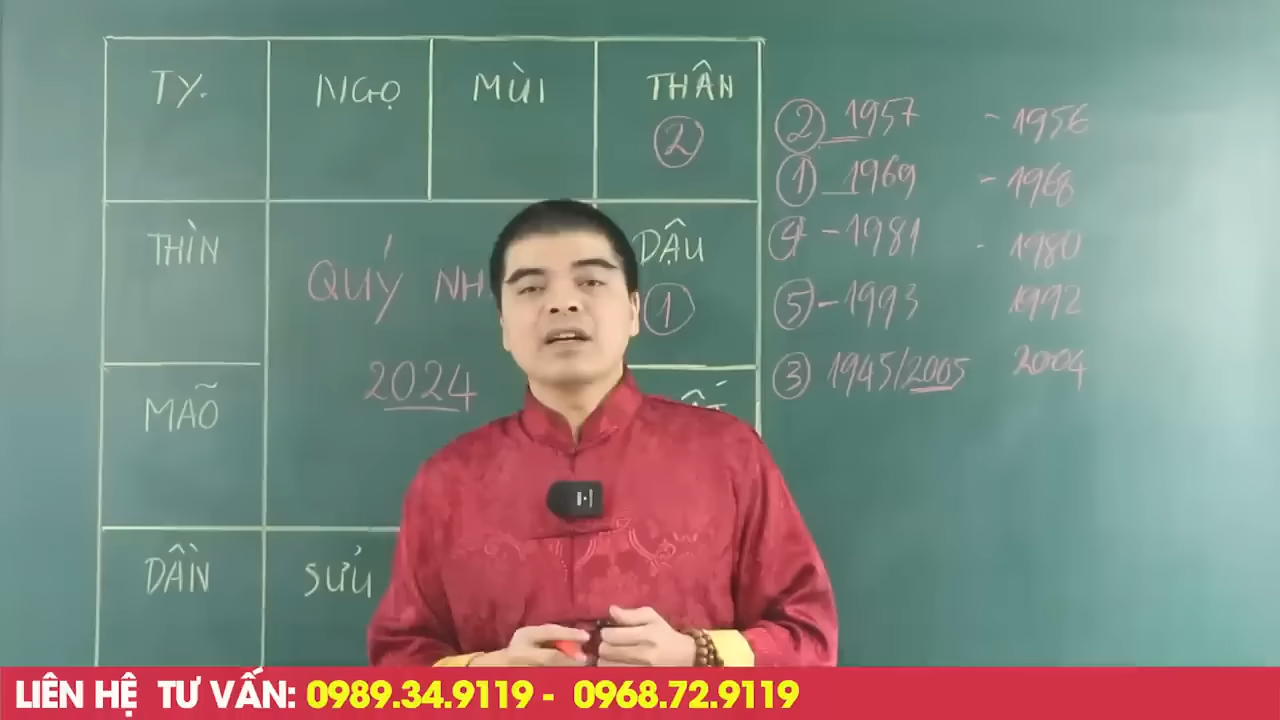 TỴ. NGỌ MÙI THÂN
②
② 1957 - 1956
① 1969 - 1968
④ - 1981 - 1980
⑤ - 1993 1992
③ 1945/2005 2004
THÌN DẬU
①
QUÝ NH
2024
MÃO
DẦN SỬU
LIÊN HỆ TƯ VẤN: 0989.34.9119 - 0968.72.9119